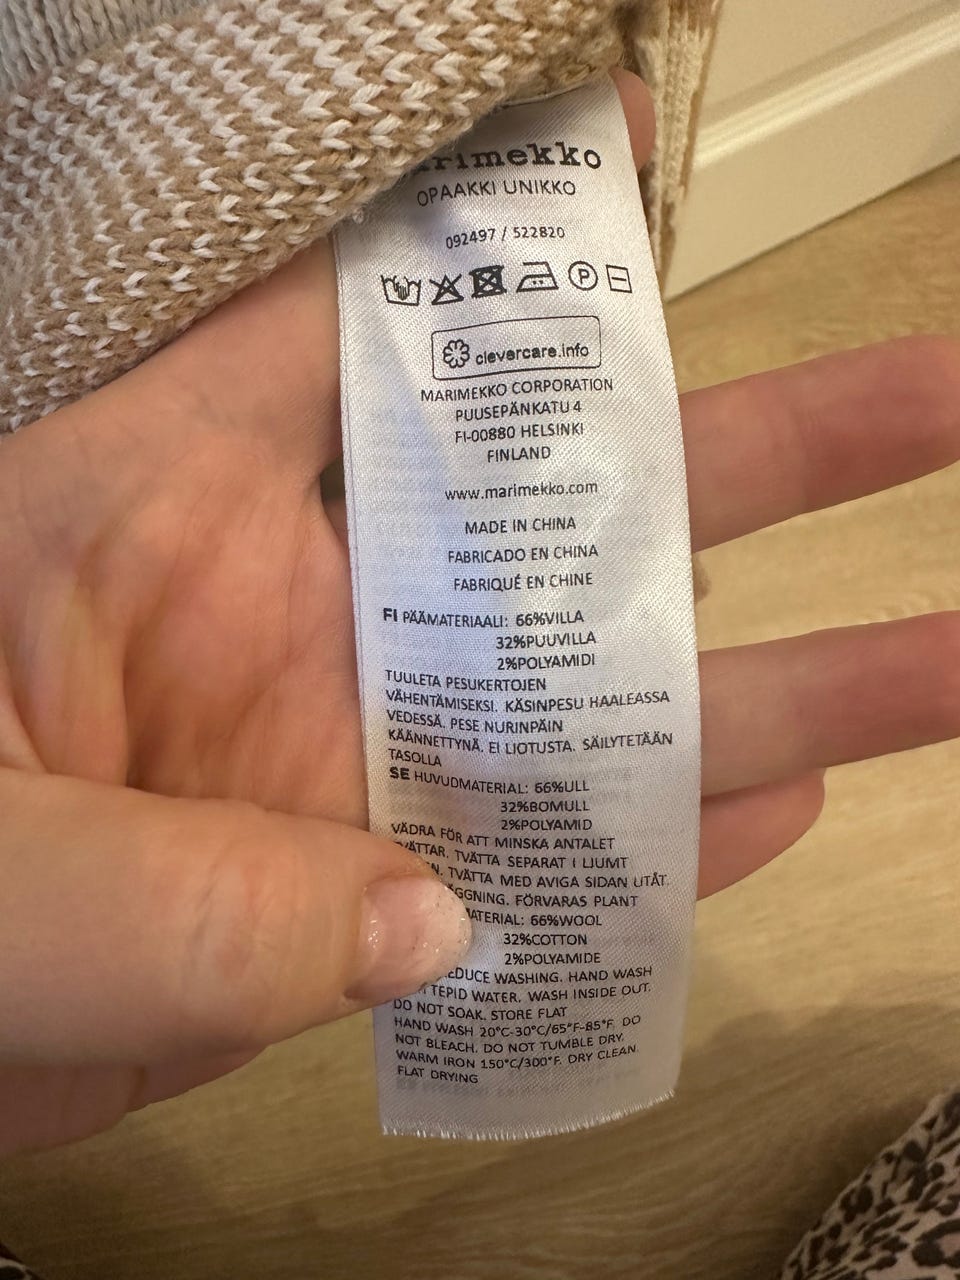 OPAAKKI UNIKKO
092497 / 522820
P
clevercare.info
MARIMEKKO CORPORATION
PUUSEPÄNKATU 4
FI-00880 HELSINKI
FINLAND
www.marimekko.com
MADE IN CHINA
FABRICADO EN CHINA
FABRIQUÉ EN CHINE
FI PÄÄMATERIAALI: 66%VILLA
32%PUUVILLA
2%POLYAMIDI
TUULETA PESUKERTOJEN
VÄHENTÄMISEKSI. KÄSINPESU HAALEASSA
VEDESSÄ. PESE NURINPÄIN
KÄÄNNETTYNÄ. EI LIOTUSTA. SÄILYTETÄÄN
TASOLLA
SE HUVUDMATERIAL: 66%ULL
32%BOMULL
2%POLYAMID
VÄDRA FÖR ATT MINSKA ANTALET
TVÄTTAR. TVÄTTA SEPARAT I LJUMT
TVÄTTA MED AVIGA SIDAN UTÅT.
FÖRVARAS PLANT
66%WOOL
32%COTTON
2%POLYAMIDE
WASHING. HAND WASH
TEPID WATER. WASH INSIDE OUT.
DO NOT SOAK. STORE FLAT
HAND WASH 20°C-30°C/65°F-85°F. DO
NOT BLEACH. DO NOT TUMBLE DRY.
WARM IRON 150°C/300°F. DRY CLEAN.
FLAT DRYING